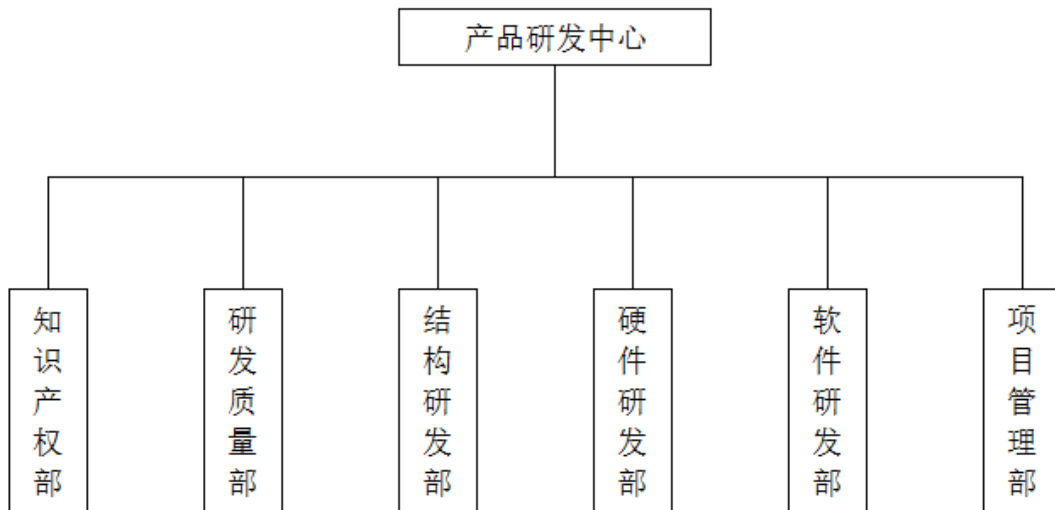 产品研发中心
知识产权部
研发质量部
结构研发部
硬件研发部
软件研发部
项目管理部